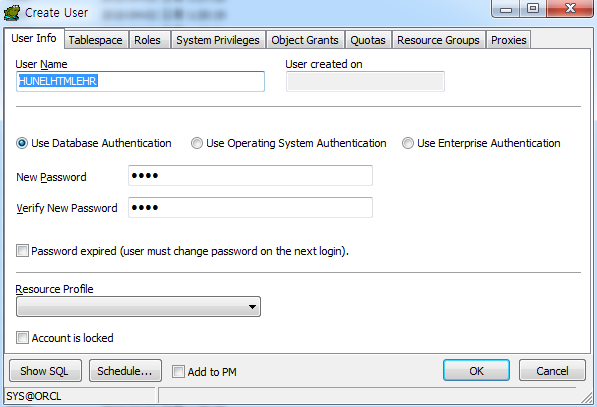 Create User
User Info Tablespace Roles System Privileges Object Grants Quotas Resource Groups Proxies
User Name User created on
HUNELHTMLEHR
Use Database Authentication Use Operating System Authentication Use Enterprise Authentication
New Password ●●●●
Verify New Password ●●●●
Password expired (user must change password on the next login).
Resource Profile
Account is locked
Show SQL Schedule... Add to PM OK Cancel
SYS@ORCL